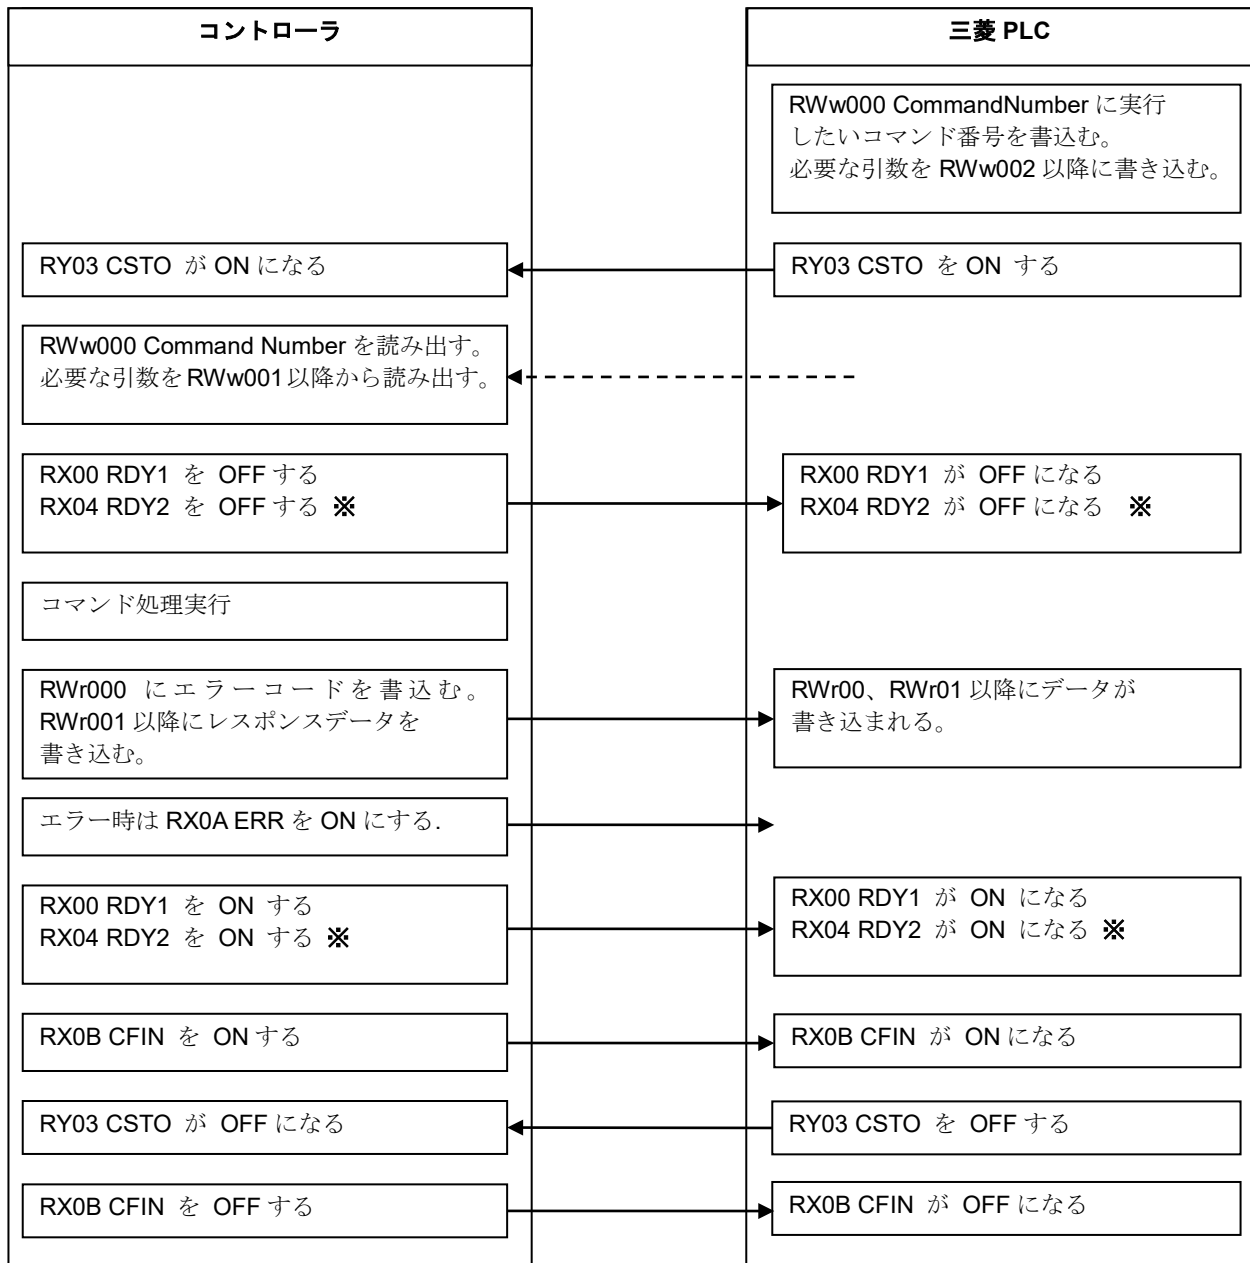 コントローラ
三菱 PLC
RWw000 CommandNumber に実行
したいコマンド番号を書込む。
必要な引数を RWw002 以降に書き込む。
RY03 CSTO が ON になる
RY03 CSTO を ON する
RWw000 Command Number を読み出す。
必要な引数を RWw001 以降から読み出す。
RX00 RDY1 を OFF する
RX04 RDY2 を OFF する ※
RX00 RDY1 が OFF になる
RX04 RDY2 が OFF になる ※
コマンド処理実行
RWr000 にエラーコードを書込む。
RWr001 以降にレスポンスデータを
書き込む。
RWr00、RWr01 以降にデータが
書き込まれる。
エラー時は RX0A ERR を ON にする.
RX00 RDY1 を ON する
RX04 RDY2 を ON する ※
RX00 RDY1 が ON になる
RX04 RDY2 が ON になる ※
RX0B CFIN を ON する
RX0B CFIN が ON になる
RY03 CSTO が OFF になる
RY03 CSTO を OFF する
RX0B CFIN を OFF する
RX0B CFIN が OFF になる